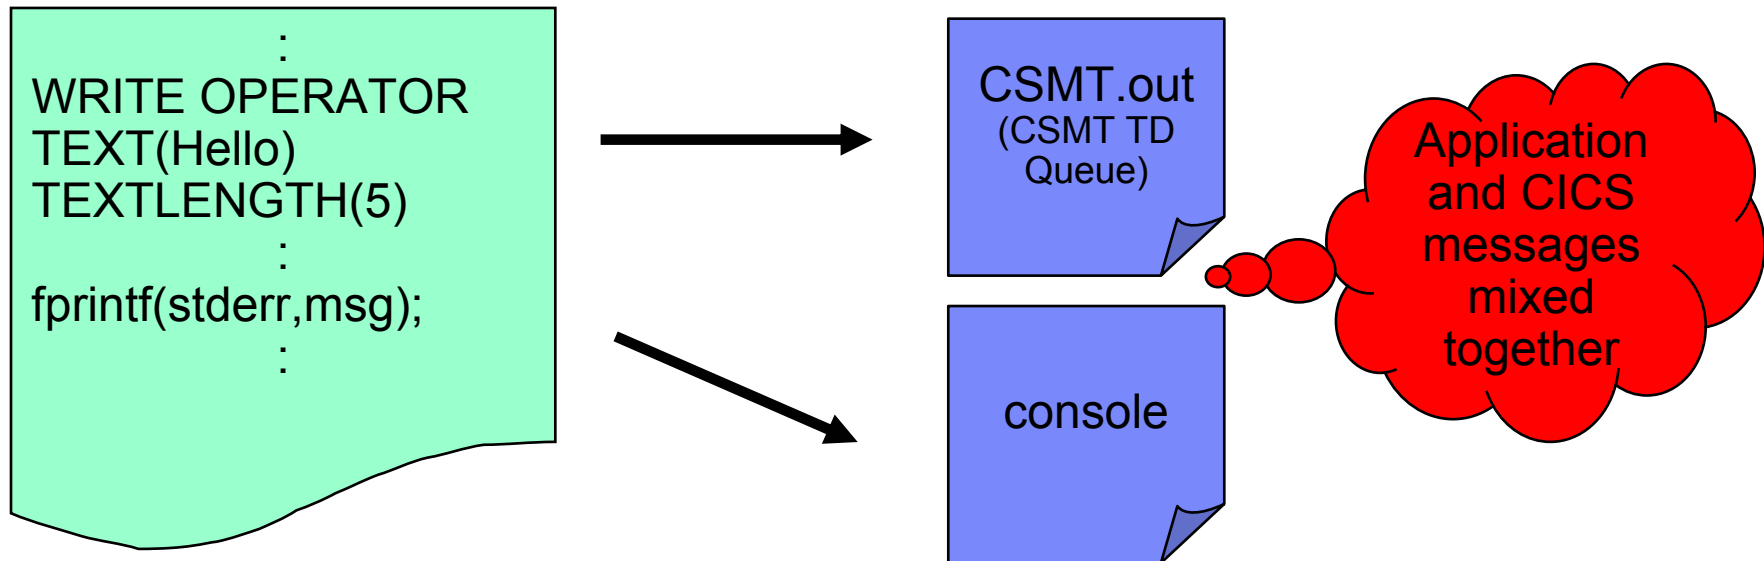 :
WRITE OPERATOR
TEXT(Hello)
TEXTLENGTH(5)
:
fprintf(stderr,msg);
:
CSMT.out
(CSMT TD
Queue)
console
Application
and CICS
messages
mixed
together